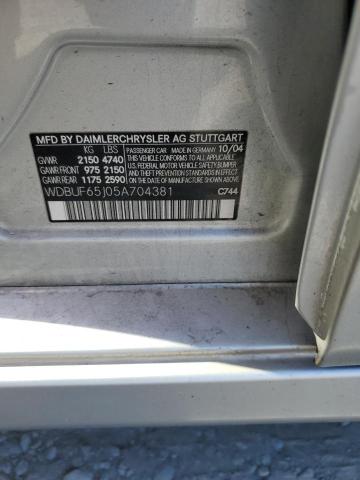 MFD BY DAIMLERCHRYSLER AG STUTTGART
KG LBS PASSENGER CAR MADE IN GERMANY 10/04
GVWR 2150 4740 THIS VEHICLE CONFORMS TO ALL APPLICABLE
GAWR FRONT 975 2150 U.S. FEDERAL MOTOR VEHICLE SAFETY BUMPER
GAWR REAR 1175 2590 AND THEFT PREVENTION STANDARDS IN EFFECT ON THE DATE OF MANUFACTURE SHOWN ABOVE
WDBUF65J05A704381 C744